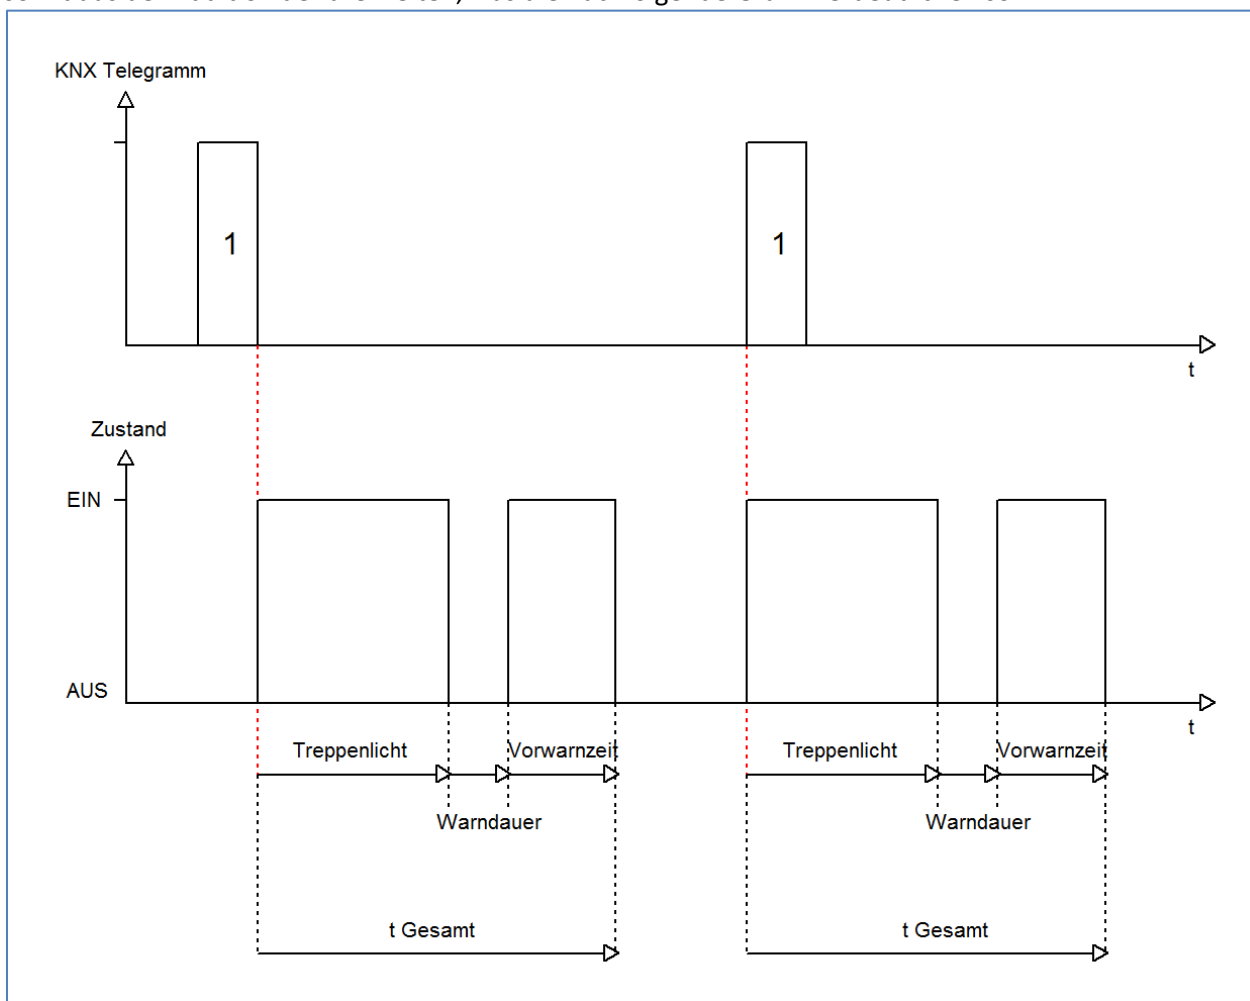 KNX Telegramm
1 1
t
Zustand
EIN
AUS
t
Treppenlicht Vorwarnzeit Treppenlicht Vorwarnzeit
Warndauer Warndauer
t Gesamt t Gesamt